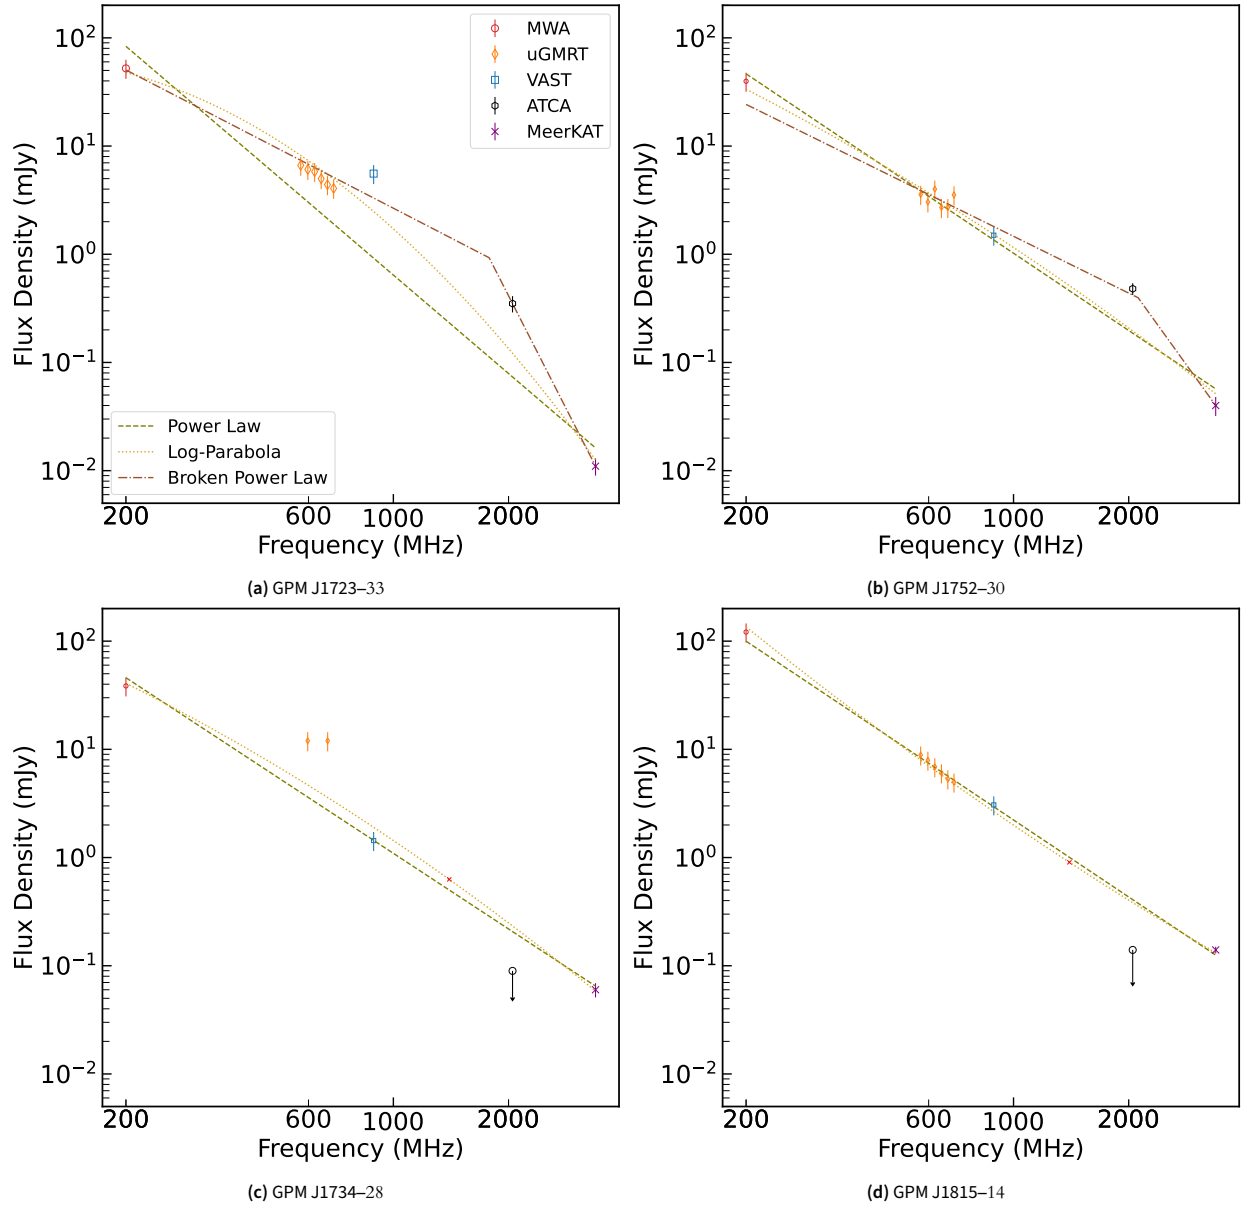 10² 10¹ 10⁰ 10⁻¹ 10⁻²
Flux Density (mJy)
MWA
uGMRT
VAST
ATCA
MeerKAT
Power Law
Log-Parabola
Broken Power Law
200 600 1000 2000
Frequency (MHz)
(a) GPM J1723–33
10² 10¹ 10⁰ 10⁻¹ 10⁻²
Flux Density (mJy)
200 600 1000 2000
Frequency (MHz)
(b) GPM J1752–30
10² 10¹ 10⁰ 10⁻¹ 10⁻²
Flux Density (mJy)
200 600 1000 2000
Frequency (MHz)
(c) GPM J1734–28
10² 10¹ 10⁰ 10⁻¹ 10⁻²
Flux Density (mJy)
200 600 1000 2000
Frequency (MHz)
(d) GPM J1815–14